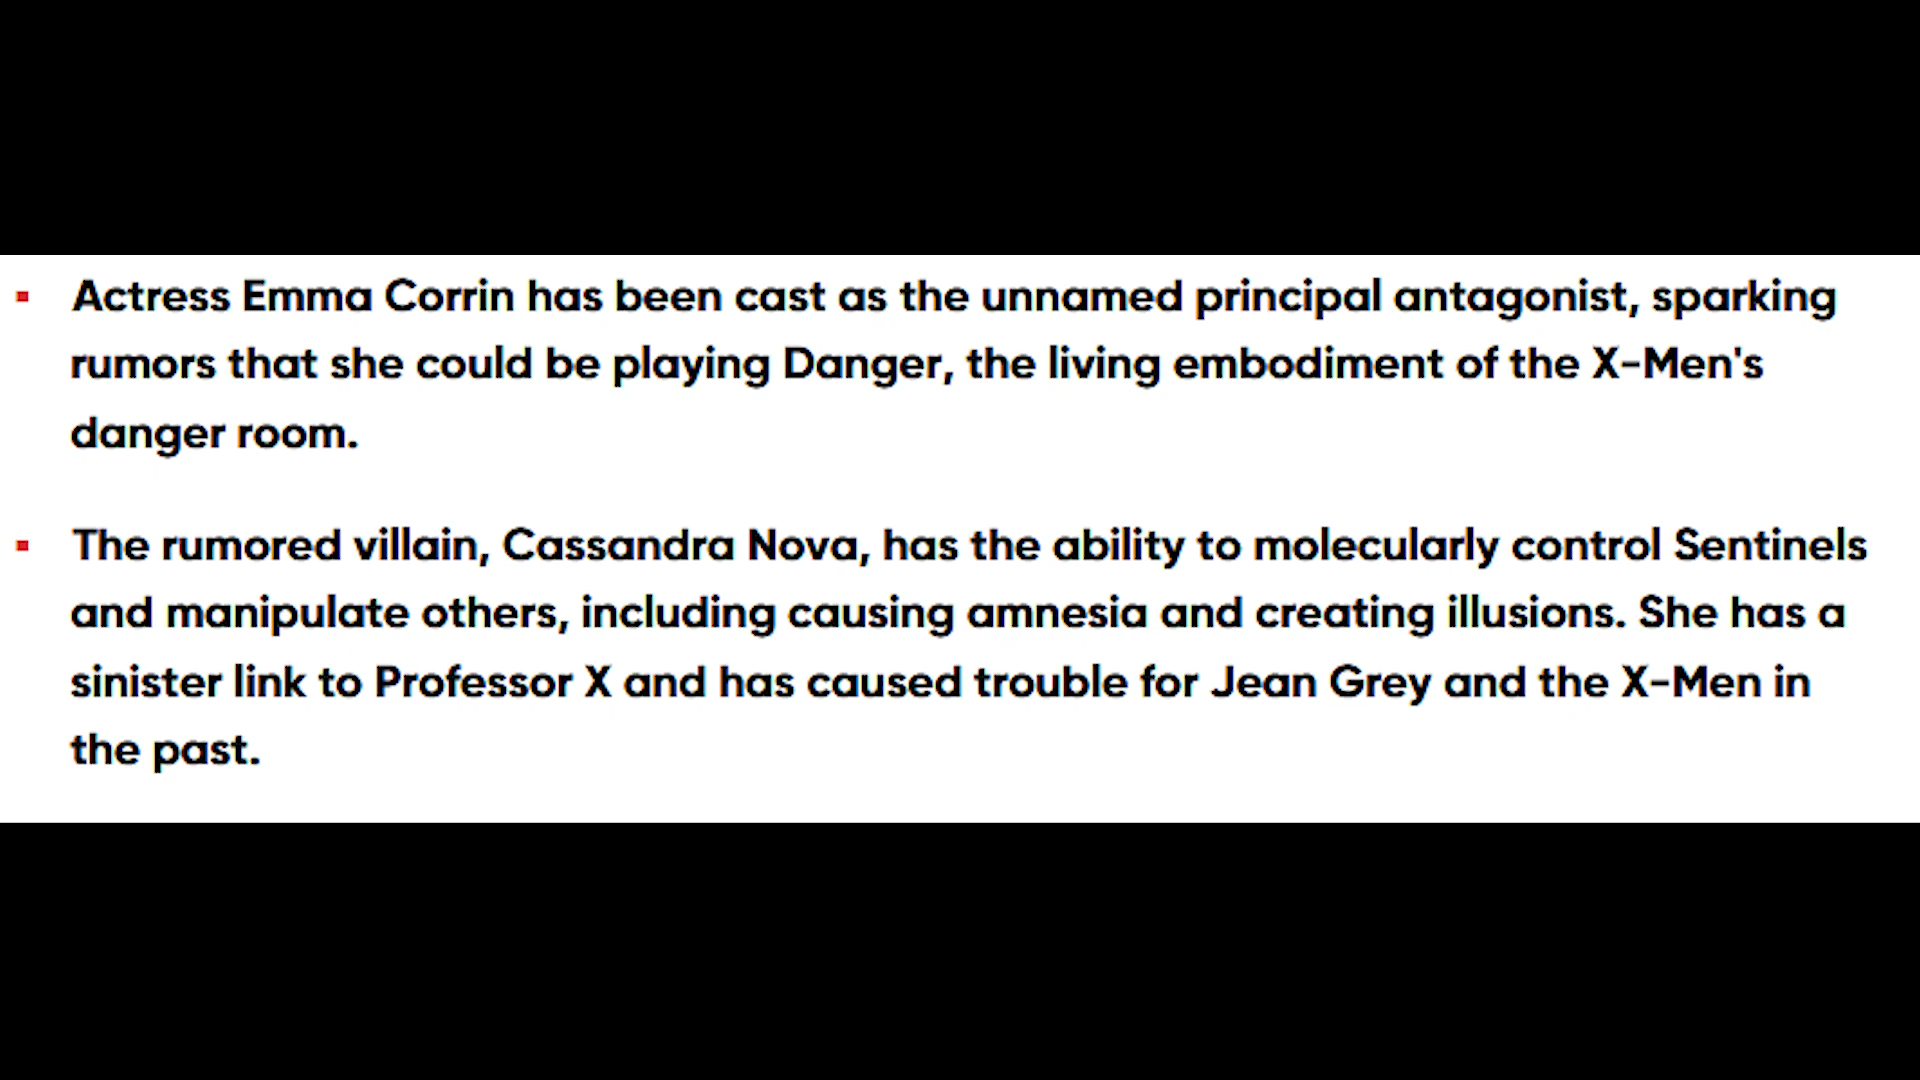 Actress Emma Corrin has been cast as the unnamed principal antagonist, sparking
rumors that she could be playing Danger, the living embodiment of the X-Men's
danger room.
The rumored villain, Cassandra Nova, has the ability to molecularly control Sentinels
and manipulate others, including causing amnesia and creating illusions. She has a
sinister link to Professor X and has caused trouble for Jean Grey and the X-Men in
the past.